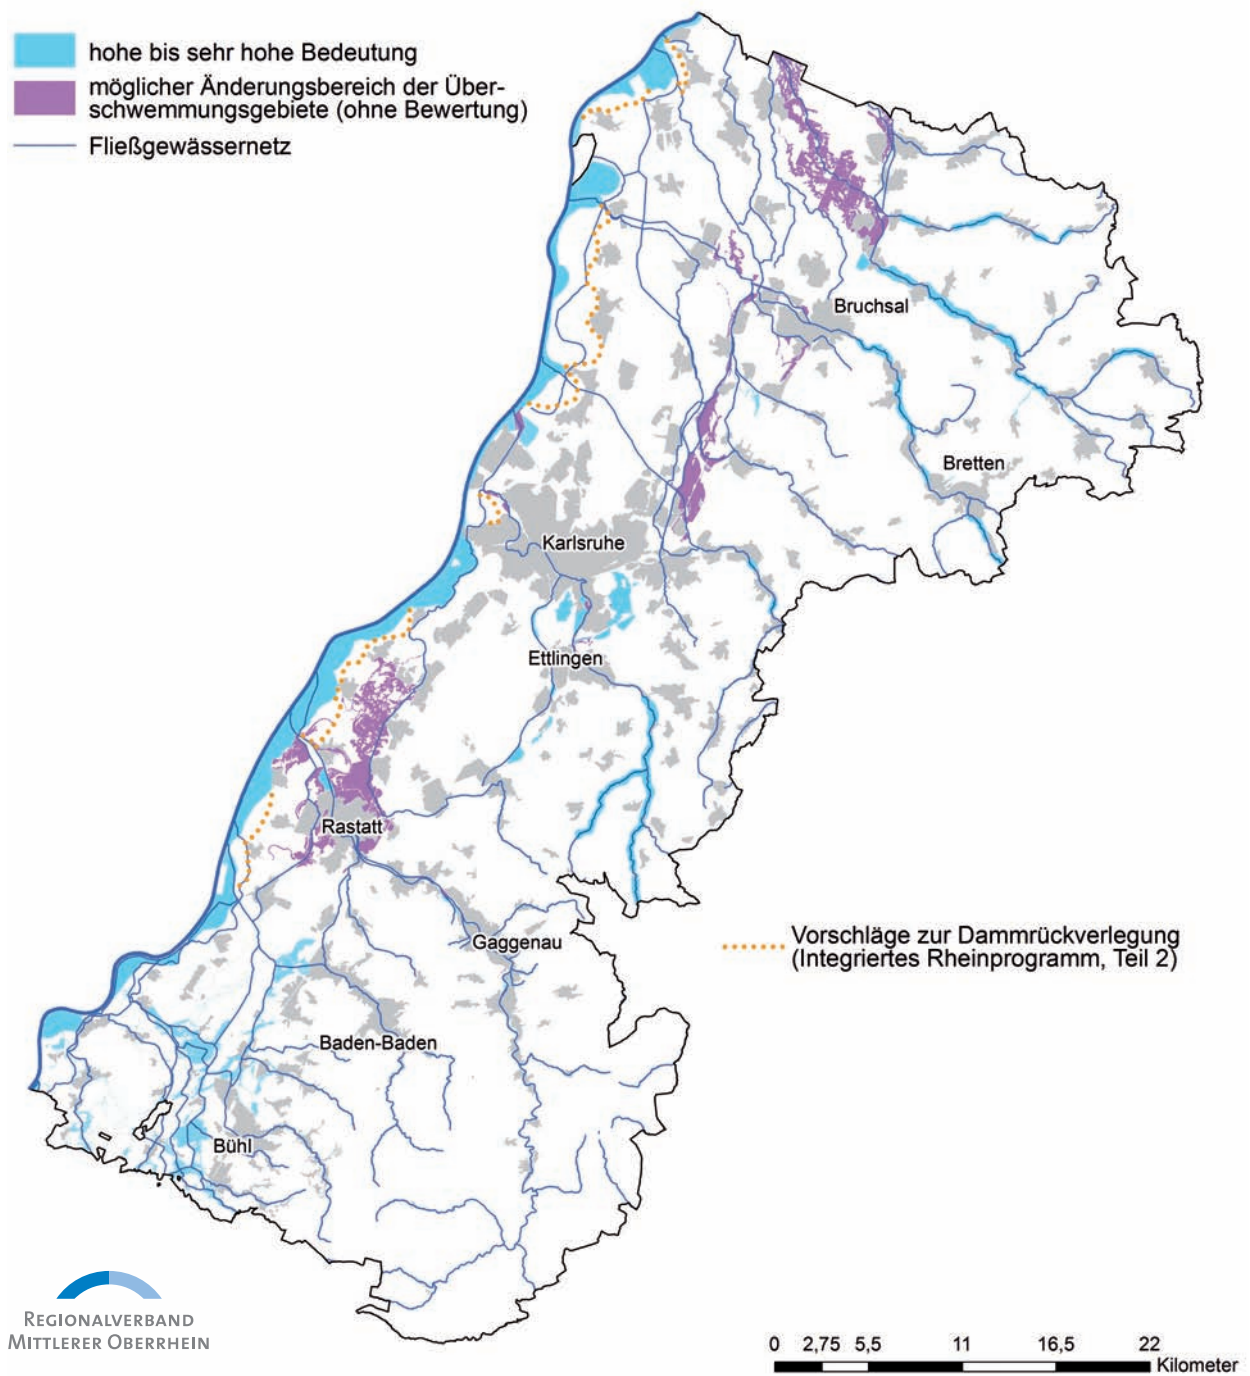 hohe bis sehr hohe Bedeutung
möglicher Änderungsbereich der Über-
schwemmungsgebiete (ohne Bewertung)
Fließgewässernetz
Bruchsal
Bretten
Karlsruhe
Ettlingen
Rastatt
Gaggenau
Vorschläge zur Dammrückverlegung
(Integriertes Rheinprogramm, Teil 2)
Baden-Baden
Bühl
REGIONALVERBAND
MITTLERER OBERRHEIN
0 2,75 5,5 11 16,5 22
Kilometer